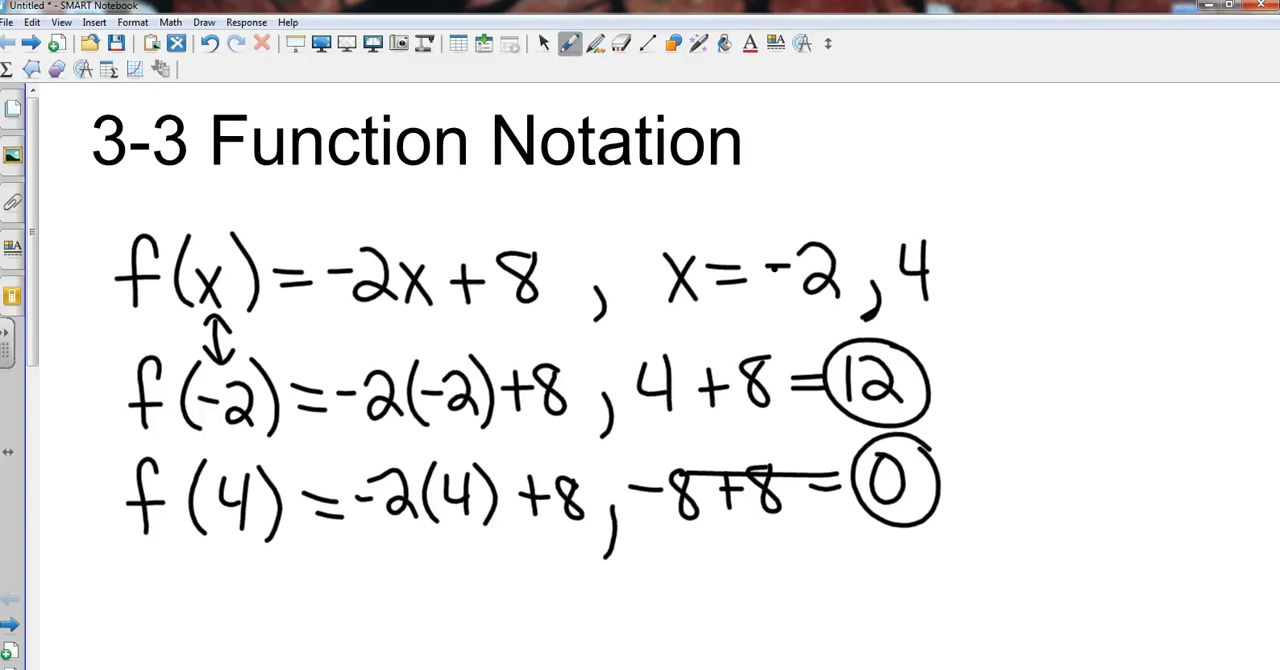 Untitled * - SMART Notebook
File Edit View Insert Format Math Draw Response Help
3-3 Function Notation
f(x) = -2x + 8 , x = -2 , 4
f(-2) = -2(-2) + 8 , 4 + 8 = 12
f(4) = -2(4) + 8 , -8 + 8 = 0